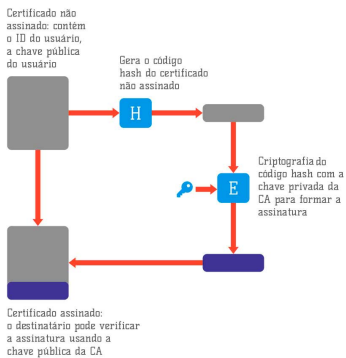 Certificado não
assinado: contém
o ID do usuário,
a chave pública
do usuário
Gera o código
hash do certificado
não assinado
H
Criptografia do
código hash com a
chave privada da
CA para formar a
assinatura
E
Certificado assinado:
o destinatário pode verificar
a assinatura usando a
chave pública da CA